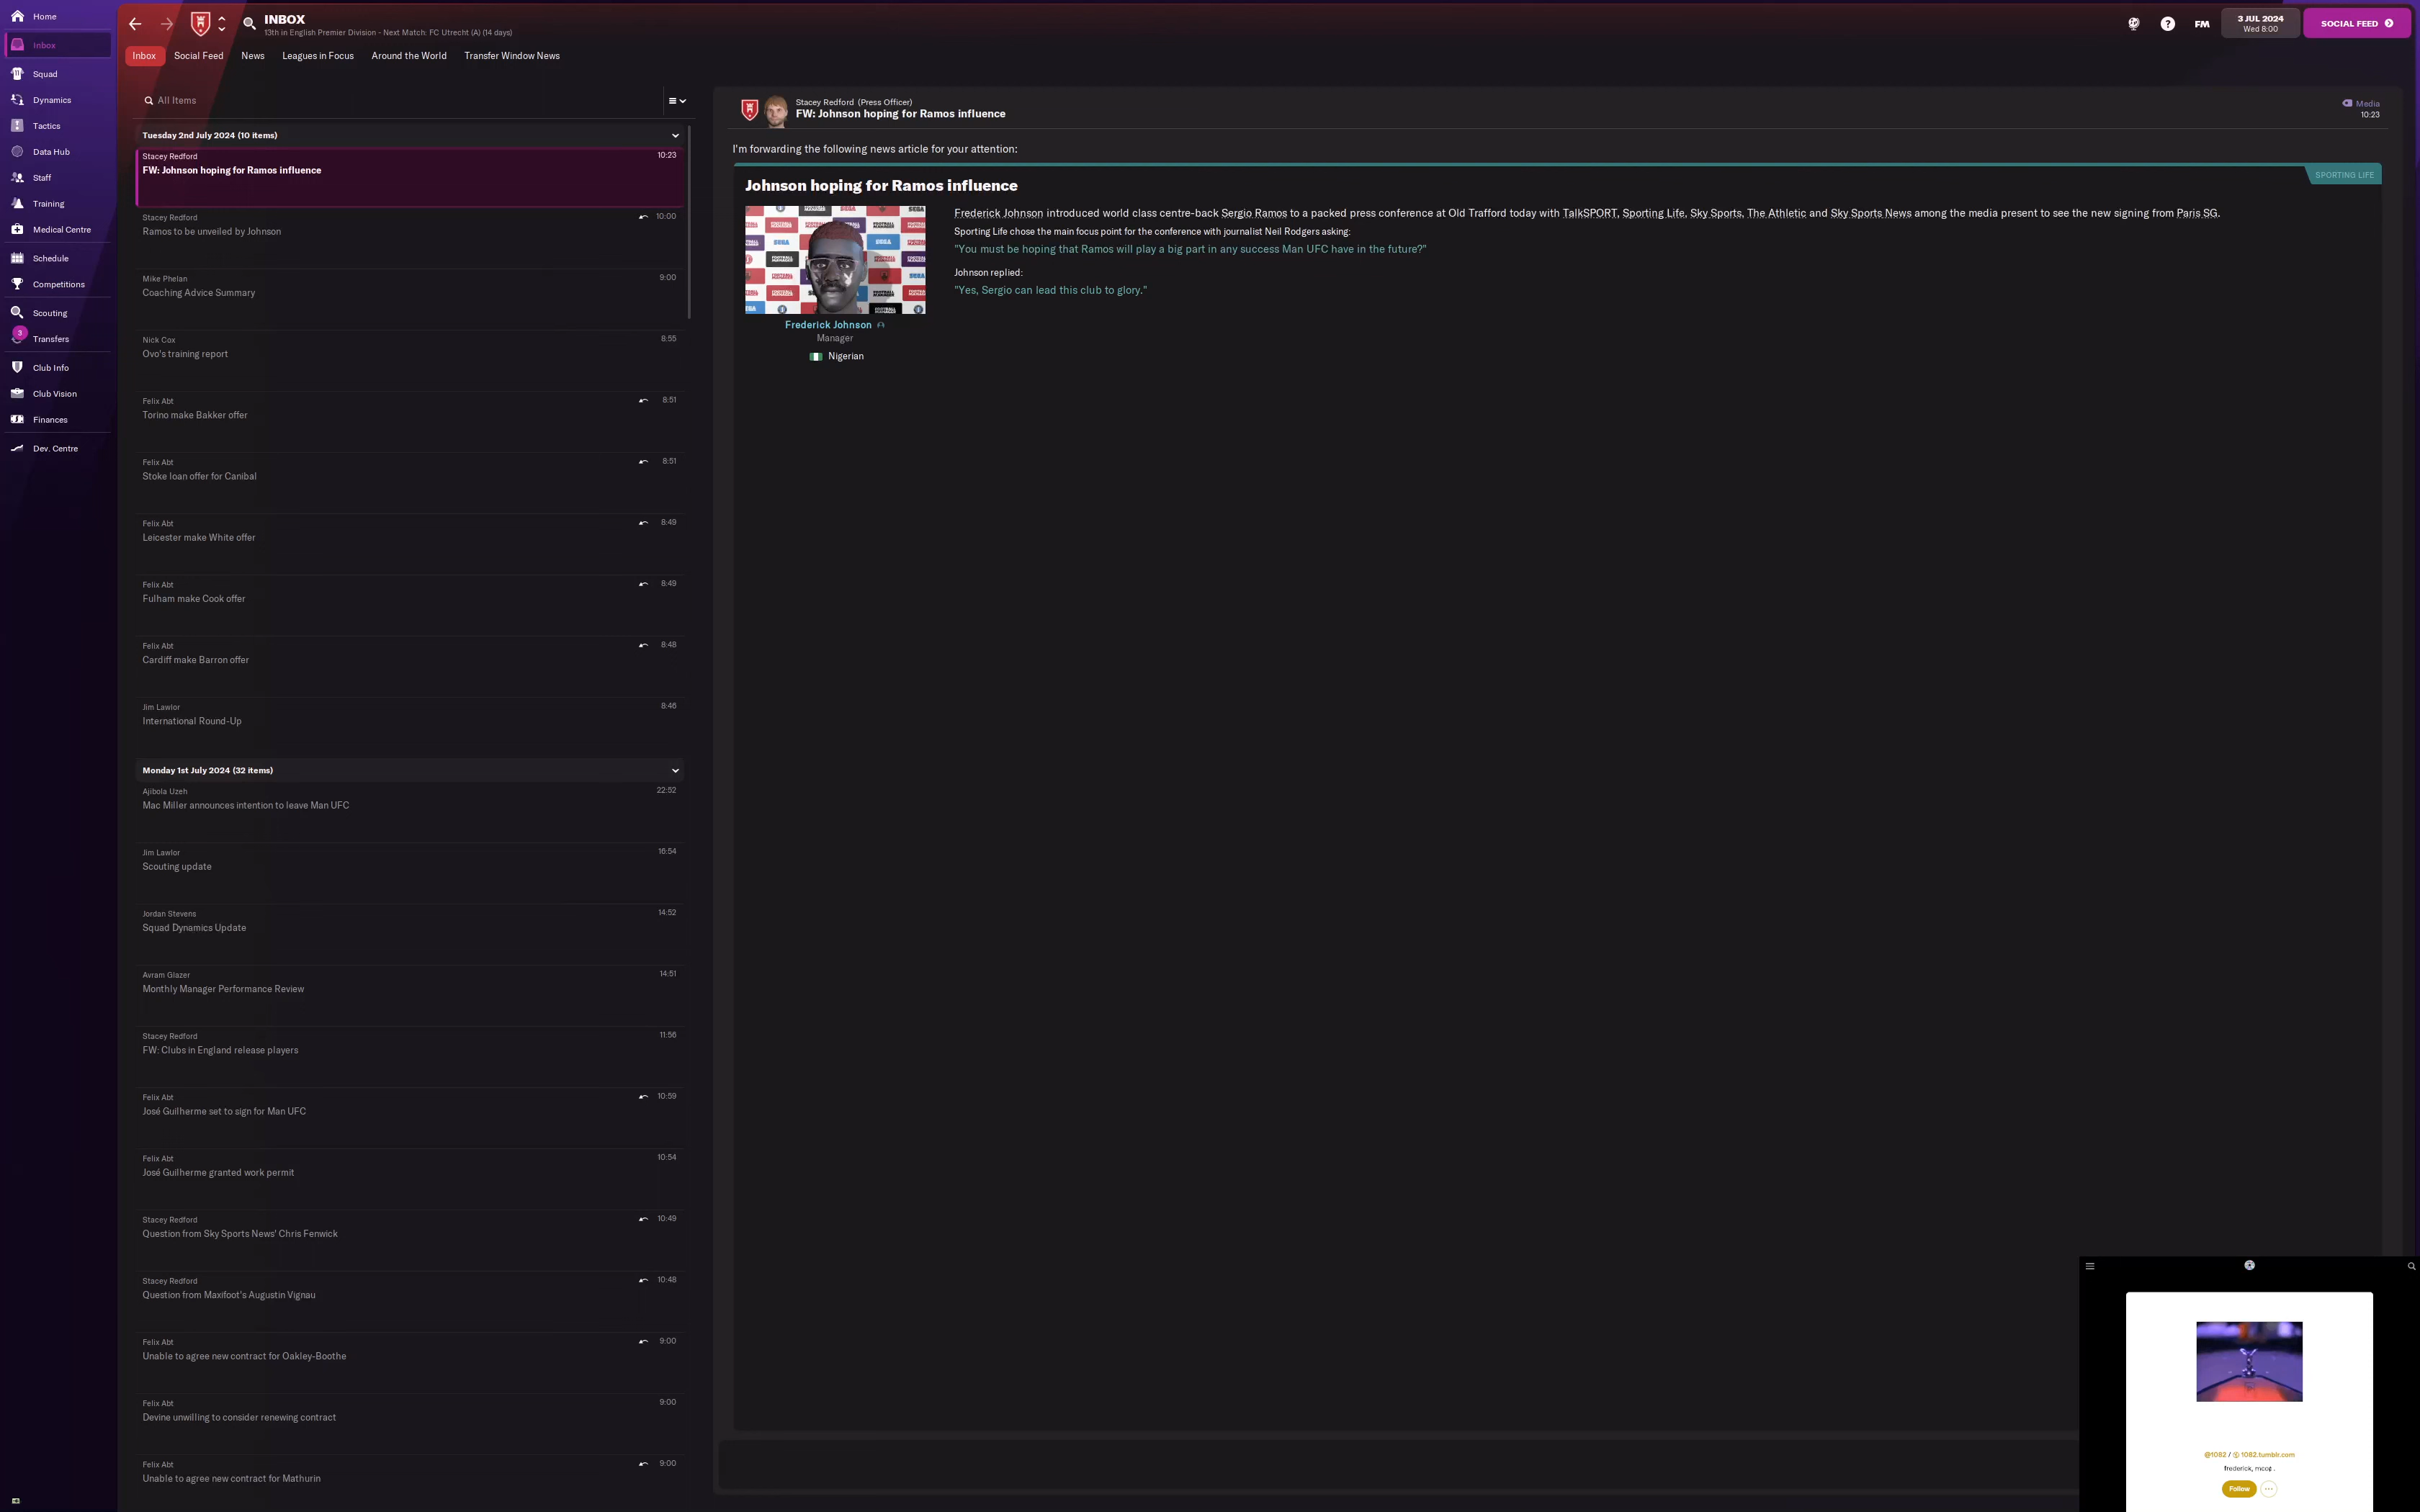 Home
Inbox
Squad
Dynamics
Tactics
Data Hub
Staff
Training
Medical Centre
Schedule
Competitions
Scouting
3
Transfers
Club Info
Club Vision
Finances
Dev. Centre
INBOX
13th in English Premier Division - Next Match: FC Utrecht (A) (14 days)
FM
3 JUL 2024
Wed 8:00
SOCIAL FEED
Inbox Social Feed News Leagues in Focus Around the World Transfer Window News
All Items
Tuesday 2nd July 2024 (10 items)
Stacey Redford 10:23
FW: Johnson hoping for Ramos influence
Stacey Redford 10:00
Ramos to be unveiled by Johnson
Mike Phelan 9:00
Coaching Advice Summary
Nick Cox 8:55
Ovo's training report
Felix Abt 8:51
Torino make Bakker offer
Felix Abt 8:51
Stoke loan offer for Canibal
Felix Abt 8:49
Leicester make White offer
Felix Abt 8:49
Fulham make Cook offer
Felix Abt 8:48
Cardiff make Barron offer
Jim Lawlor 8:46
International Round-Up
Monday 1st July 2024 (32 items)
Ajibola Uzeh 22:52
Mac Miller announces intention to leave Man UFC
Jim Lawlor 16:54
Scouting update
Jordan Stevens 14:52
Squad Dynamics Update
Avram Glazer 14:51
Monthly Manager Performance Review
Stacey Redford 11:56
FW: Clubs in England release players
Felix Abt 10:59
José Guilherme set to sign for Man UFC
Felix Abt 10:54
José Guilherme granted work permit
Stacey Redford 10:49
Question from Sky Sports News' Chris Fenwick
Stacey Redford 10:48
Question from Maxifoot's Augustin Vignau
Felix Abt 9:00
Unable to agree new contract for Oakley-Boothe
Felix Abt 9:00
Devine unwilling to consider renewing contract
Felix Abt 9:00
Unable to agree new contract for Mathurin
Stacey Redford (Press Officer)
FW: Johnson hoping for Ramos influence
Media
10:23
I'm forwarding the following news article for your attention:
SPORTING LIFE
Johnson hoping for Ramos influence
Frederick Johnson introduced world class centre-back Sergio Ramos to a packed press conference at Old Trafford today with TalkSPORT, Sporting Life, Sky Sports, The Athletic and Sky Sports News among the media present to see the new signing from Paris SG.
Sporting Life chose the main focus point for the conference with journalist Neil Rodgers asking:
"You must be hoping that Ramos will play a big part in any success Man UFC have in the future?"
Johnson replied:
"Yes, Sergio can lead this club to glory."
SEGA
FOOTBALL MANAGER
Frederick Johnson
Manager
Nigerian
@1082 / 1082.tumblr.com
Follow